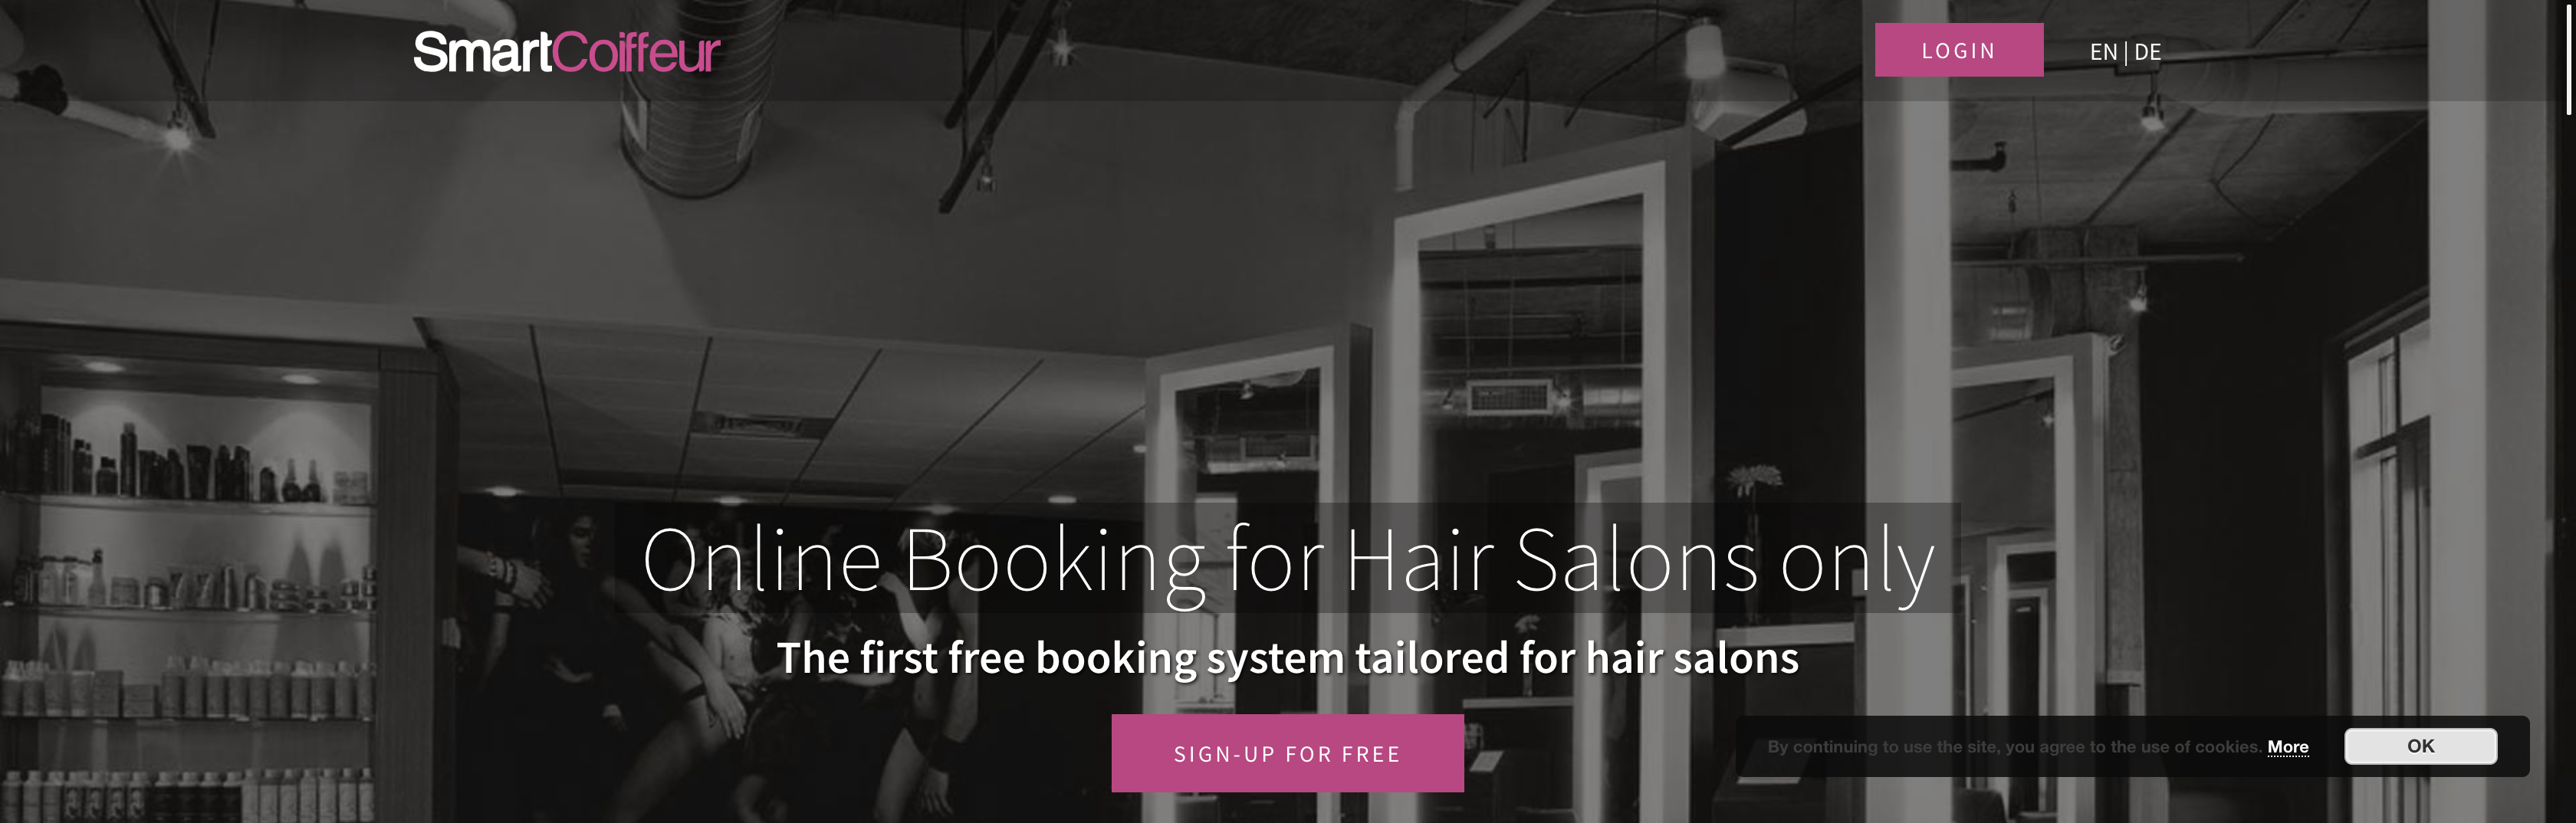 SmartCoiffeur
LOGIN
EN | DE
Online Booking for Hair Salons only
The first free booking system tailored for hair salons
SIGN-UP FOR FREE
By continuing to use the site, you agree to the use of cookies. More
OK